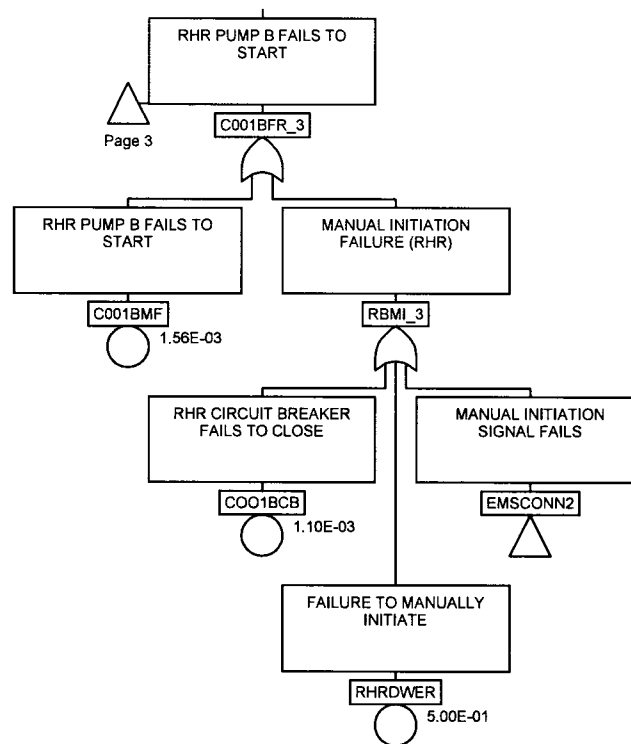 RHR PUMP B FAILS TO
START
Page 3
C001BFR_3
RHR PUMP B FAILS TO
START
MANUAL INITIATION
FAILURE (RHR)
C001BMF
1.56E-03
RBMI_3
RHR CIRCUIT BREAKER
FAILS TO CLOSE
MANUAL INITIATION
SIGNAL FAILS
COO1BCB
1.10E-03
EMSCONN2
FAILURE TO MANUALLY
INITIATE
RHRDWER
5.00E-01